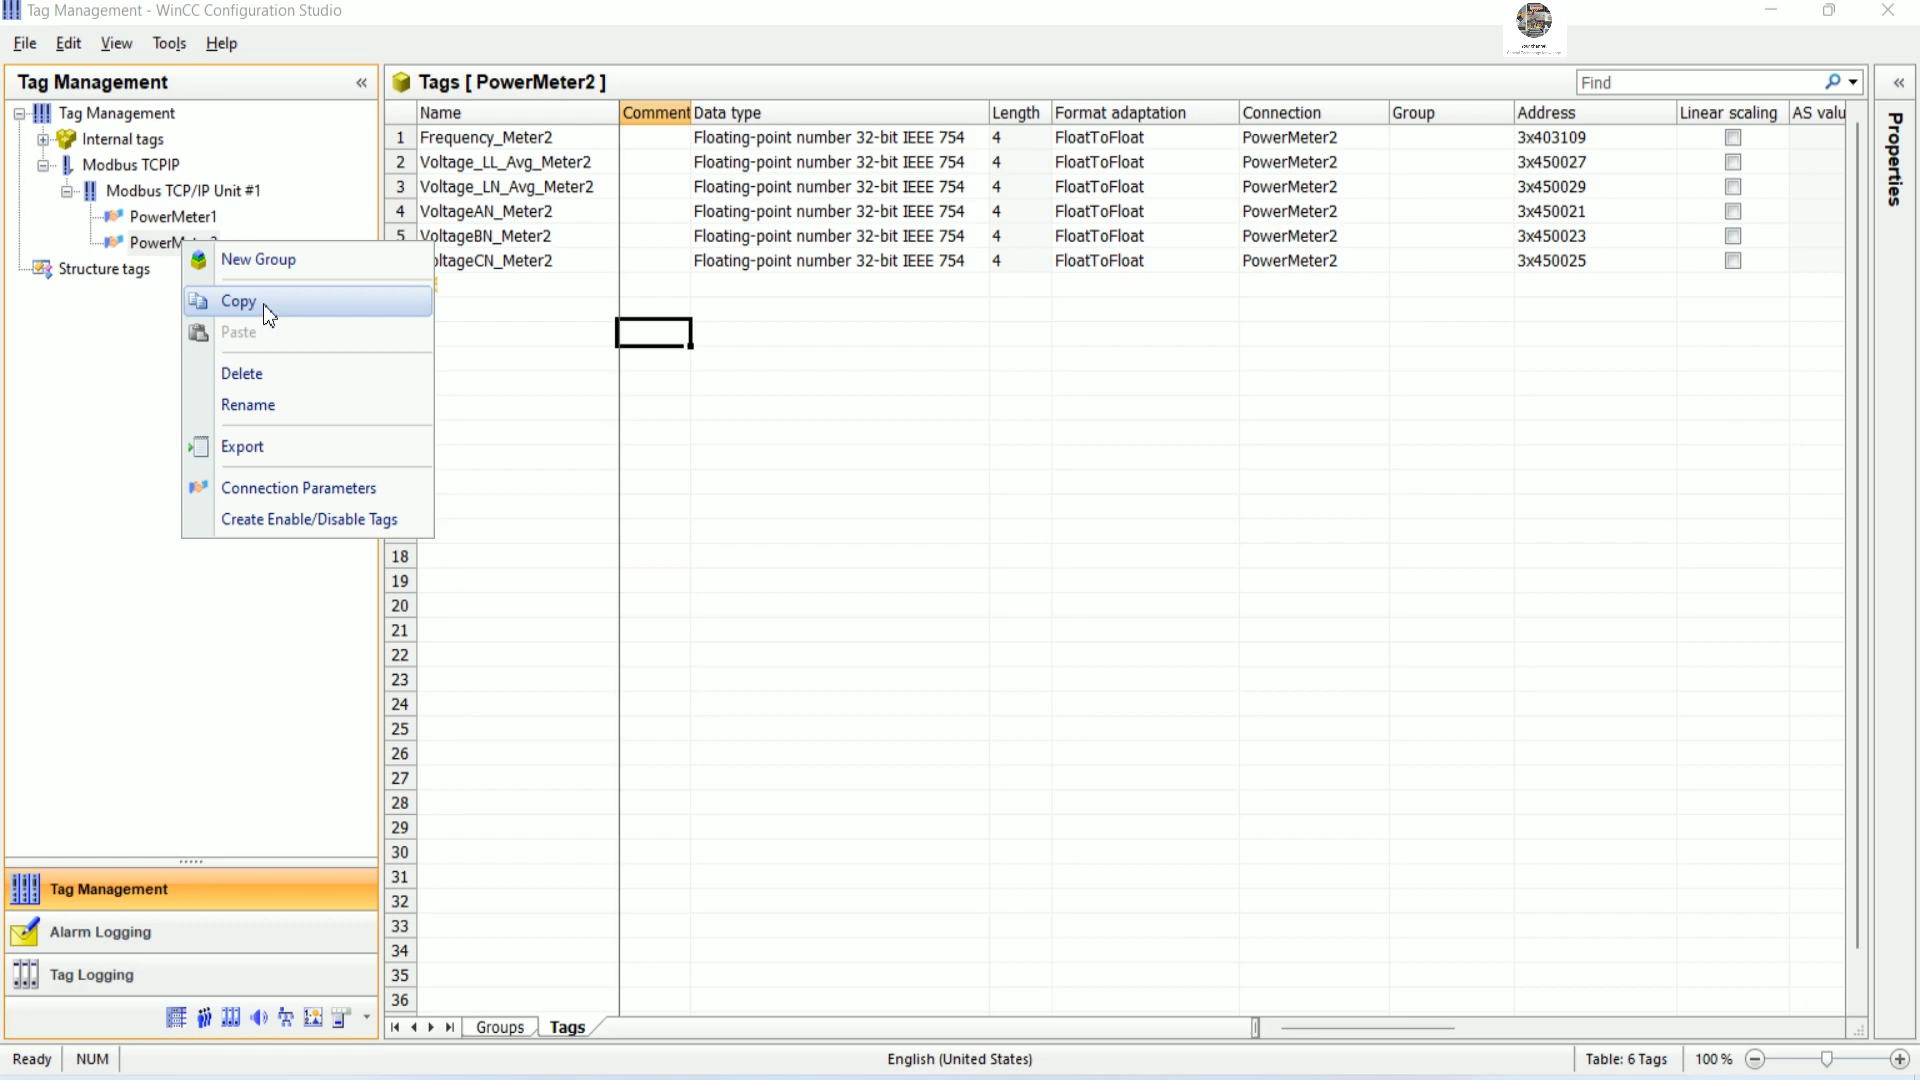 Tag Management - WinCC Configuration Studio
File Edit View Tools Help
Tag Management «
Tags [ PowerMeter2 ] Find «
Name Comment Data type Length Format adaptation Connection Group Address Linear scaling AS valu
Tag Management
Internal tags
Modbus TCPIP
Modbus TCP/IP Unit #1
PowerMeter1
PowerM
Structure tags
1 Frequency_Meter2 Floating-point number 32-bit IEEE 754 4 FloatToFloat PowerMeter2 3x403109
2 Voltage_LL_Avg_Meter2 Floating-point number 32-bit IEEE 754 4 FloatToFloat PowerMeter2 3x450027
3 Voltage_LN_Avg_Meter2 Floating-point number 32-bit IEEE 754 4 FloatToFloat PowerMeter2 3x450029
4 VoltageAN_Meter2 Floating-point number 32-bit IEEE 754 4 FloatToFloat PowerMeter2 3x450021
5 VoltageBN_Meter2 Floating-point number 32-bit IEEE 754 4 FloatToFloat PowerMeter2 3x450023
ltageCN_Meter2 Floating-point number 32-bit IEEE 754 4 FloatToFloat PowerMeter2 3x450025
Properties
New Group
Copy
Paste
Delete
Rename
Export
Connection Parameters
Create Enable/Disable Tags
18
19
20
21
22
23
24
25
26
27
28
29
30
31
32
33
34
35
36
Tag Management
Alarm Logging
Tag Logging
Groups Tags
Ready NUM English (United States) Table: 6 Tags 100 %